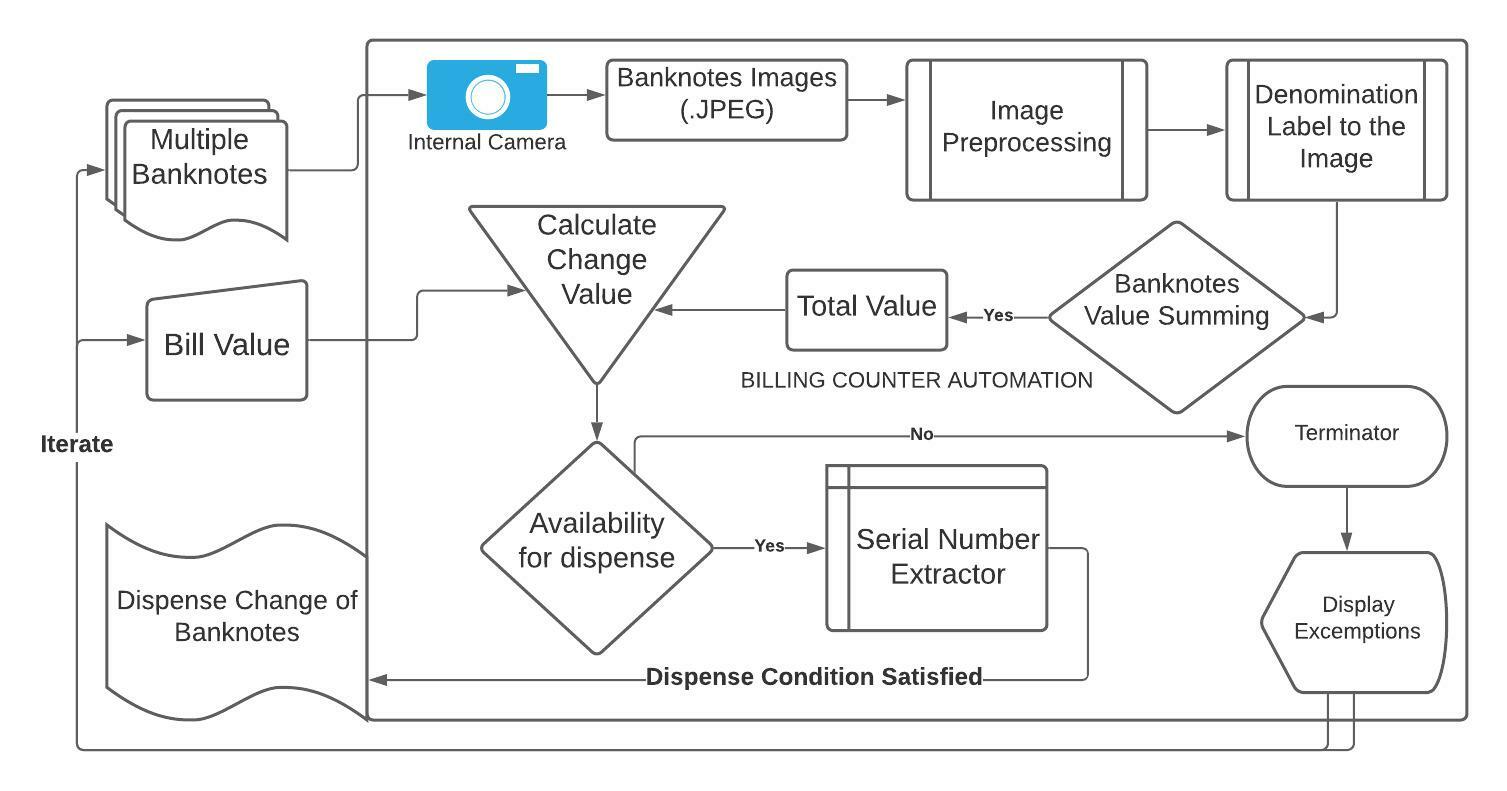 Multiple
Banknotes
Internal Camera
Banknotes Images
(.JPEG)
Image
Preprocessing
Denomination
Label to the
Image
Calculate
Change
Value
Total Value
Yes
Banknotes
Value Summing
Bill Value
BILLING COUNTER AUTOMATION
Iterate
No
Terminator
Availability
for dispense
Yes
Serial Number
Extractor
Dispense Change of
Banknotes
Display
Excemptions
Dispense Condition Satisfied